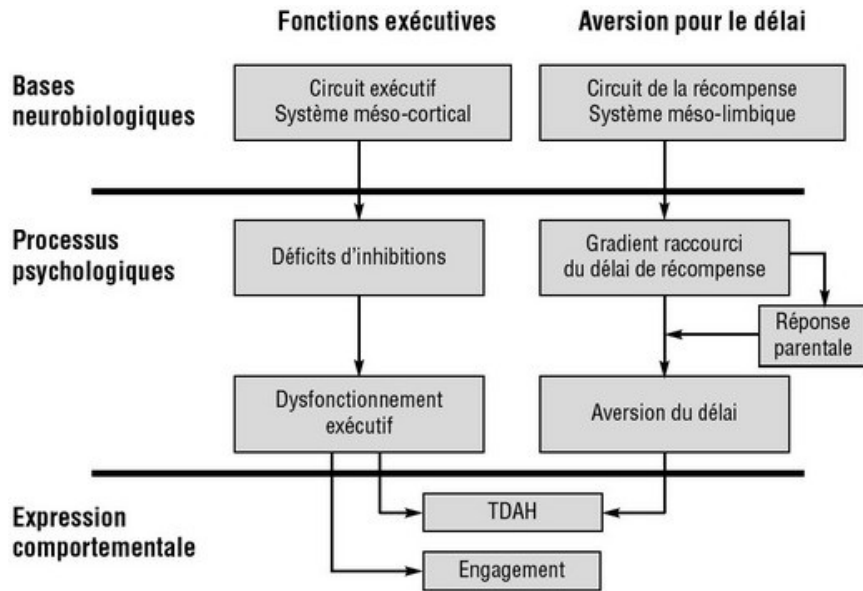 Fonctions exécutives
Aversion pour le délai
Bases
neurobiologiques
Circuit exécutif
Système méso-cortical
Circuit de la récompense
Système méso-limbique
Processus
psychologiques
Déficits d'inhibitions
Gradient raccourci
du délai de récompense
Réponse
parentale
Dysfonctionnement
exécutif
Aversion du délai
Expression
comportementale
TDAH
Engagement